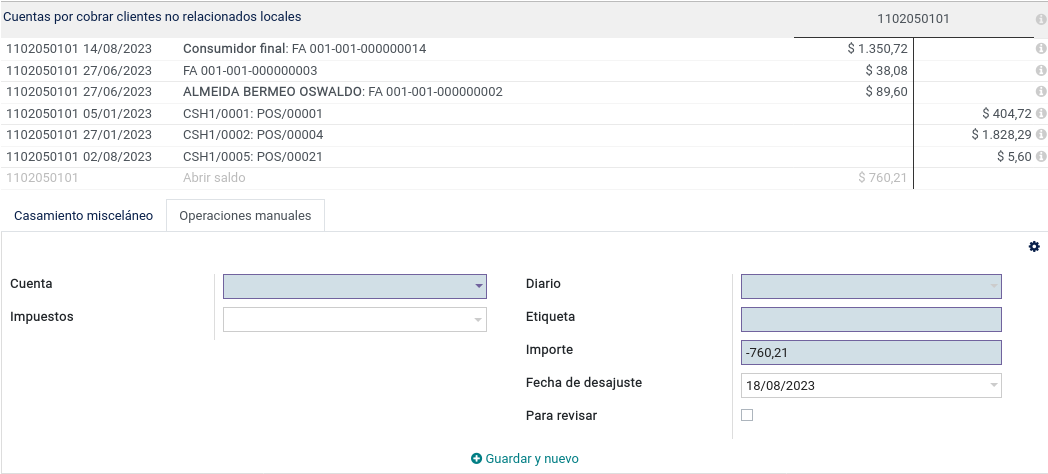 Cuentas por cobrar clientes no relacionados locales 1102050101
1102050101 14/08/2023 Consumidor final: FA 001-001-000000014 $ 1.350,72
1102050101 27/06/2023 FA 001-001-000000003 $ 38,08
1102050101 27/06/2023 ALMEIDA BERMEO OSWALDO: FA 001-001-000000002 $ 89,60
1102050101 05/01/2023 CSH1/0001: POS/00001 $ 404,72
1102050101 27/01/2023 CSH1/0002: POS/00004 $ 1.828,29
1102050101 02/08/2023 CSH1/0005: POS/00021 $ 5,60
1102050101 Abrir saldo $ 760,21
Casamiento misceláneo Operaciones manuales
Cuenta Diario
Impuestos Etiqueta
Importe -760,21
Fecha de desajuste 18/08/2023
Para revisar
Guardar y nuevo